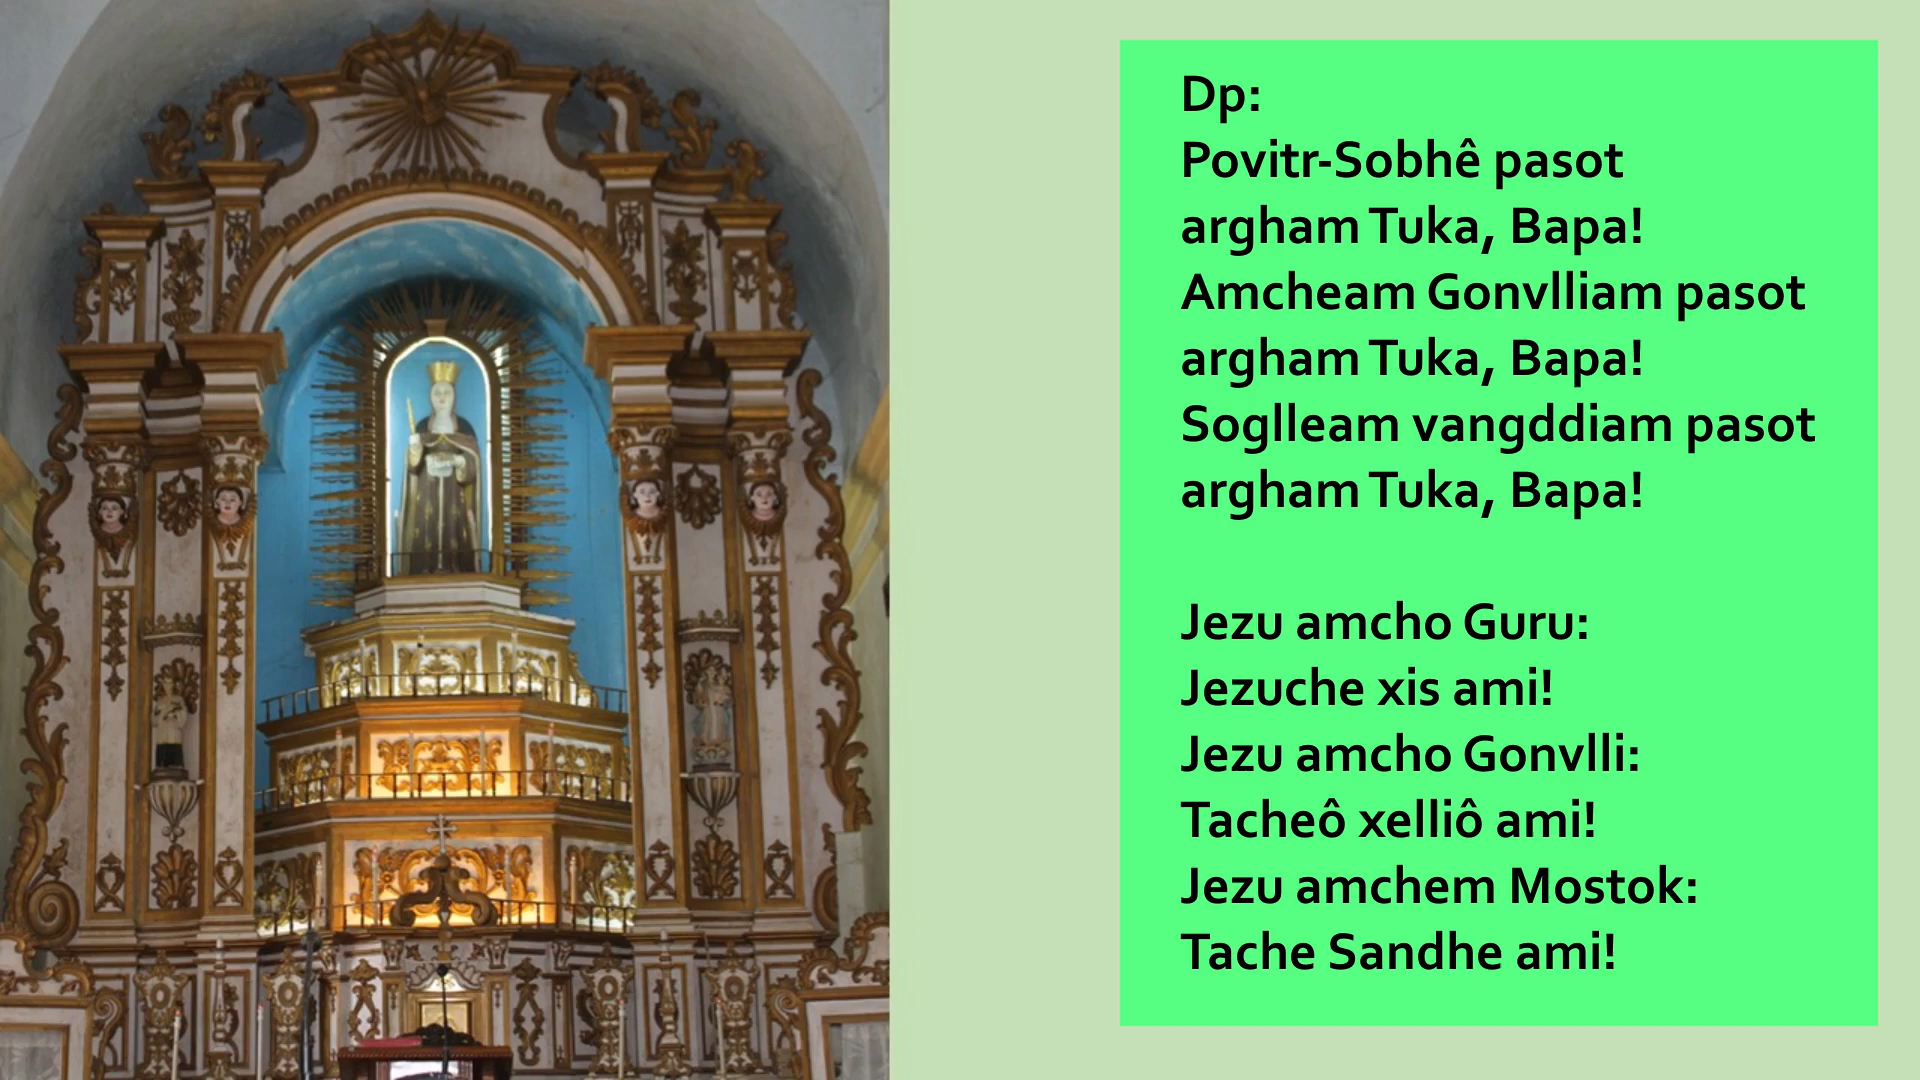 Dp:
Povitr-Sobhê pasot
argham Tuka, Bapa!
Amcheam Gonvlliam pasot
argham Tuka, Bapa!
Soglleam vangddiam pasot
argham Tuka, Bapa!
Jezu amcho Guru:
Jezuche xis ami!
Jezu amcho Gonvlli:
Tacheô xelliô ami!
Jezu amchem Mostok:
Tache Sandhe ami!